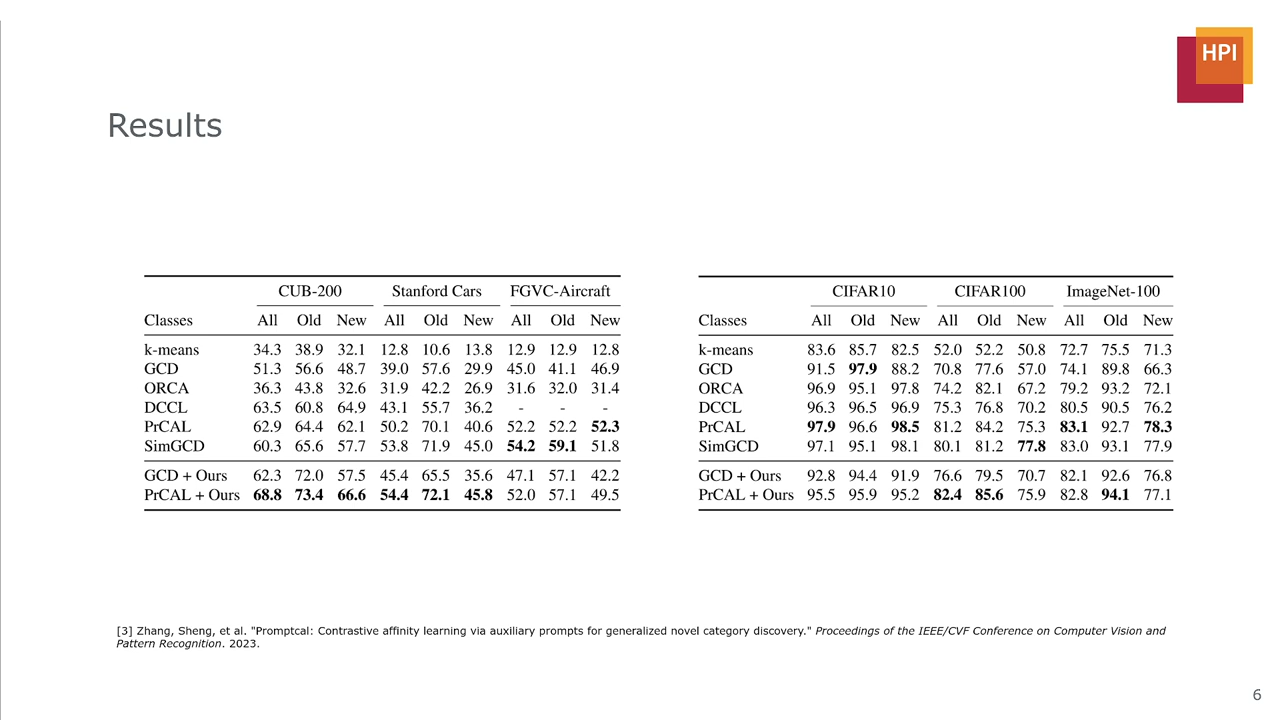 HPI
Results
CUB-200 Stanford Cars FGVC-Aircraft
Classes All Old New All Old New All Old New
k-means 34.3 38.9 32.1 12.8 10.6 13.8 12.9 12.9 12.8
GCD 51.3 56.6 48.7 39.0 57.6 29.9 45.0 41.1 46.9
ORCA 36.3 43.8 32.6 31.9 42.2 26.9 31.6 32.0 31.4
DCCL 63.5 60.8 64.9 43.1 55.7 36.2 - - -
PrCAL 62.9 64.4 62.1 50.2 70.1 40.6 52.2 52.2 52.3
SimGCD 60.3 65.6 57.7 53.8 71.9 45.0 54.2 59.1 51.8
GCD + Ours 62.3 72.0 57.5 45.4 65.5 35.6 47.1 57.1 42.2
PrCAL + Ours 68.8 73.4 66.6 54.4 72.1 45.8 52.0 57.1 49.5
CIFAR10 CIFAR100 ImageNet-100
Classes All Old New All Old New All Old New
k-means 83.6 85.7 82.5 52.0 52.2 50.8 72.7 75.5 71.3
GCD 91.5 97.9 88.2 70.8 77.6 57.0 74.1 89.8 66.3
ORCA 96.9 95.1 97.8 74.2 82.1 67.2 79.2 93.2 72.1
DCCL 96.3 96.5 96.9 75.3 76.8 70.2 80.5 90.5 76.2
PrCAL 97.9 96.6 98.5 81.2 84.2 75.3 83.1 92.7 78.3
SimGCD 97.1 95.1 98.1 80.1 81.2 77.8 83.0 93.1 77.9
GCD + Ours 92.8 94.4 91.9 76.6 79.5 70.7 82.1 92.6 76.8
PrCAL + Ours 95.5 95.9 95.2 82.4 85.6 75.9 82.8 94.1 77.1
[3] Zhang, Sheng, et al. "Promptcal: Contrastive affinity learning via auxiliary prompts for generalized novel category discovery." Proceedings of the IEEE/CVF Conference on Computer Vision and
Pattern Recognition. 2023.
6